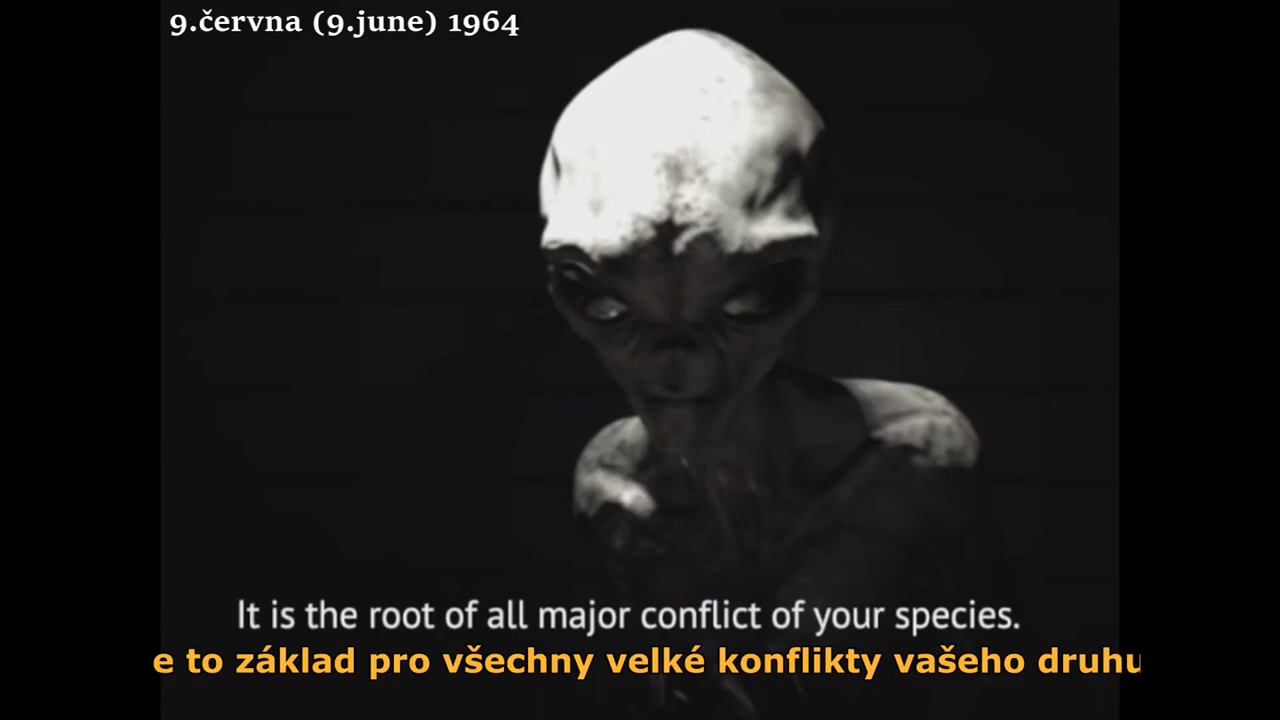 9.června (9.june) 1964
It is the root of all major conflict of your species.
e to základ pro všechny velké konflikty vašeho druhu